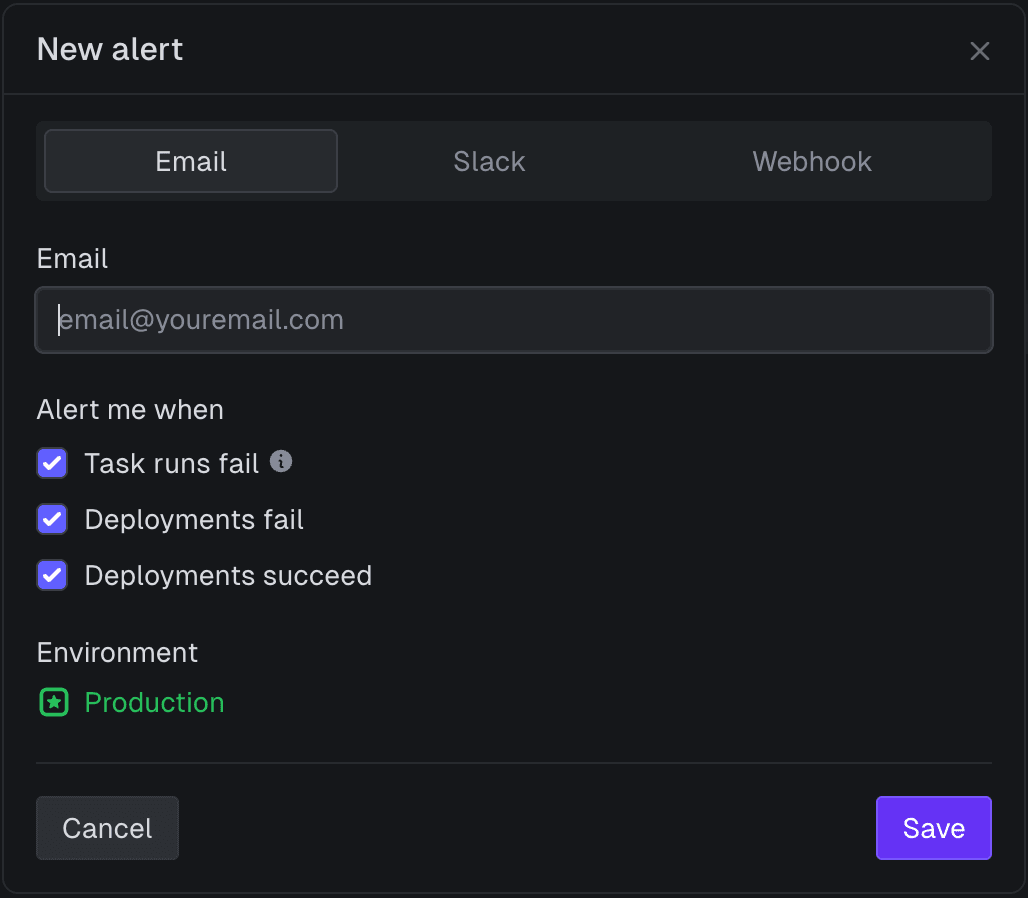 New alert
Email Slack Webhook
Email
email@youremail.com
Alert me when
Task runs fail
Deployments fail
Deployments succeed
Environment
Production
Cancel Save